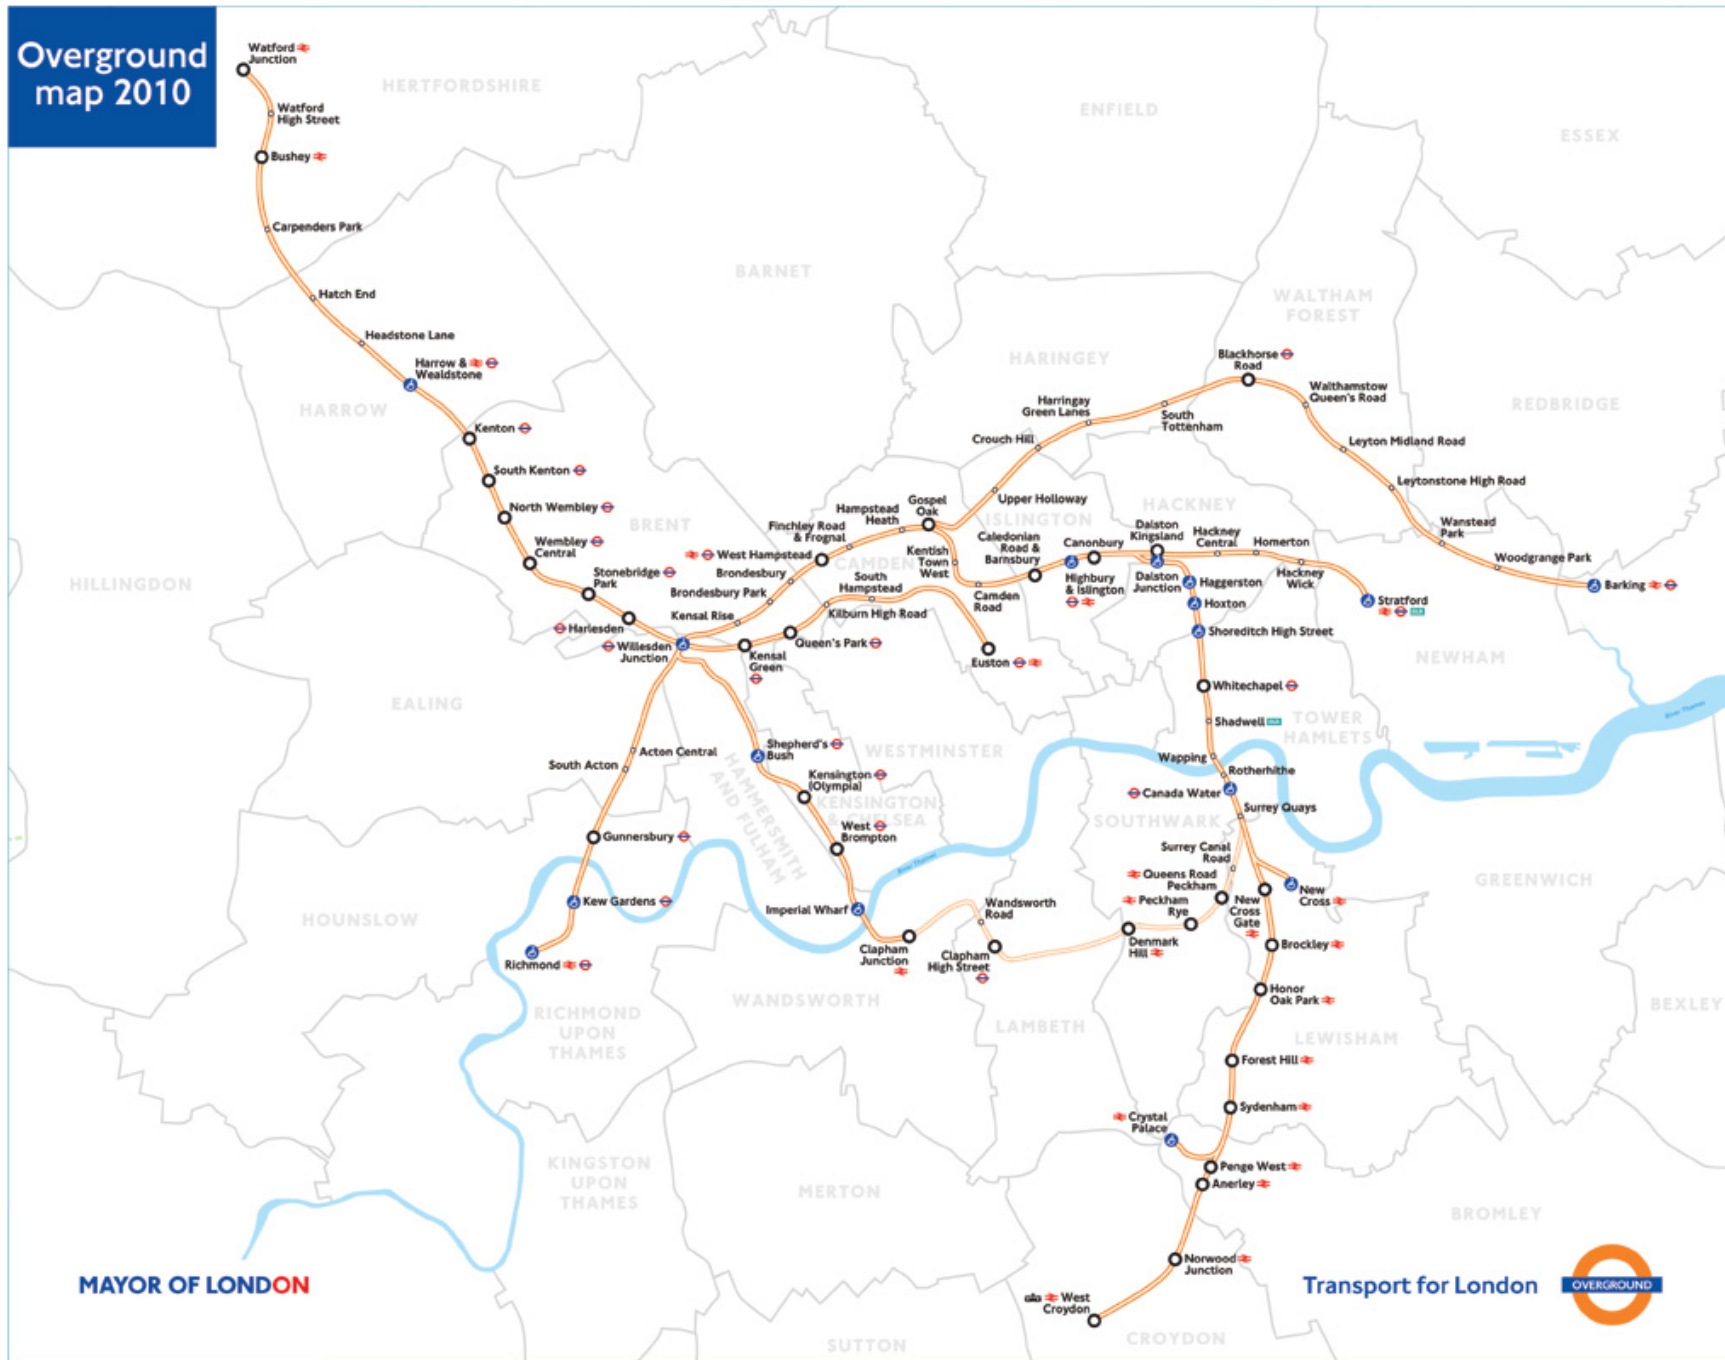 Overground
map 2010
Watford
Junction
Watford
High Street
Bushey
Carpenders Park
Hatch End
Headstone Lane
Harrow &
Wealdstone
Kenton
South Kenton
North Wembley
Wembley
Central
Stonebridge
Park
Harlesden
Willesden
Junction
Kensal
Green
Queen's Park
Kilburn High Road
South
Hampstead
Euston
Kensal Rise
Brondesbury Park
Brondesbury
West Hampstead
Finchley Road
& Frognal
Hampstead
Heath
Gospel
Oak
Kentish
Town
West
Camden
Road
Caledonian
Road &
Barnsbury
Highbury
& Islington
Canonbury
Dalston
Kingsland
Hackney
Central
Homerton
Hackney
Wick
Stratford
DLR
Upper Holloway
Crouch Hill
Harringay
Green Lanes
South
Tottenham
Blackhorse
Road
Walthamstow
Queen's Road
Leyton Midland Road
Leytonstone High Road
Wanstead
Park
Woodgrange Park
Barking
Dalston
Junction
Haggerston
Hoxton
Shoreditch High Street
Whitechapel
Shadwell
DLR
Wapping
Rotherhithe
Canada Water
Surrey Quays
Surrey Canal
Road
Queens Road
Peckham
Peckham
Rye
Denmark
Hill
Clapham
High Street
Wandsworth
Road
Clapham
Junction
Imperial Wharf
West
Brompton
Kensington
(Olympia)
Shepherd's
Bush
Acton Central
South Acton
Gunnersbury
Kew Gardens
Richmond
New
Cross
New
Cross
Gate
Brockley
Honor
Oak Park
Forest Hill
Sydenham
Crystal
Palace
Penge West
Anerley
Norwood
Junction
West
Croydon
HERTFORDSHIRE
ENFIELD
ESSEX
BARNET
HARROW
HARINGEY
WALTHAM
FOREST
REDBRIDGE
HILLINGDON
BRENT
CAMDEN
ISLINGTON
HACKNEY
NEWHAM
EALING
WESTMINSTER
TOWER
HAMLETS
HAMMERSMITH
AND FULHAM
KENSINGTON
& CHELSEA
SOUTHWARK
GREENWICH
HOUNSLOW
RICHMOND
UPON
THAMES
WANDSWORTH
LAMBETH
LEWISHAM
BEXLEY
KINGSTON
UPON
THAMES
MERTON
BROMLEY
SUTTON
CROYDON
River Thames
River Thames
MAYOR OF LONDON
Transport for London
OVERGROUND